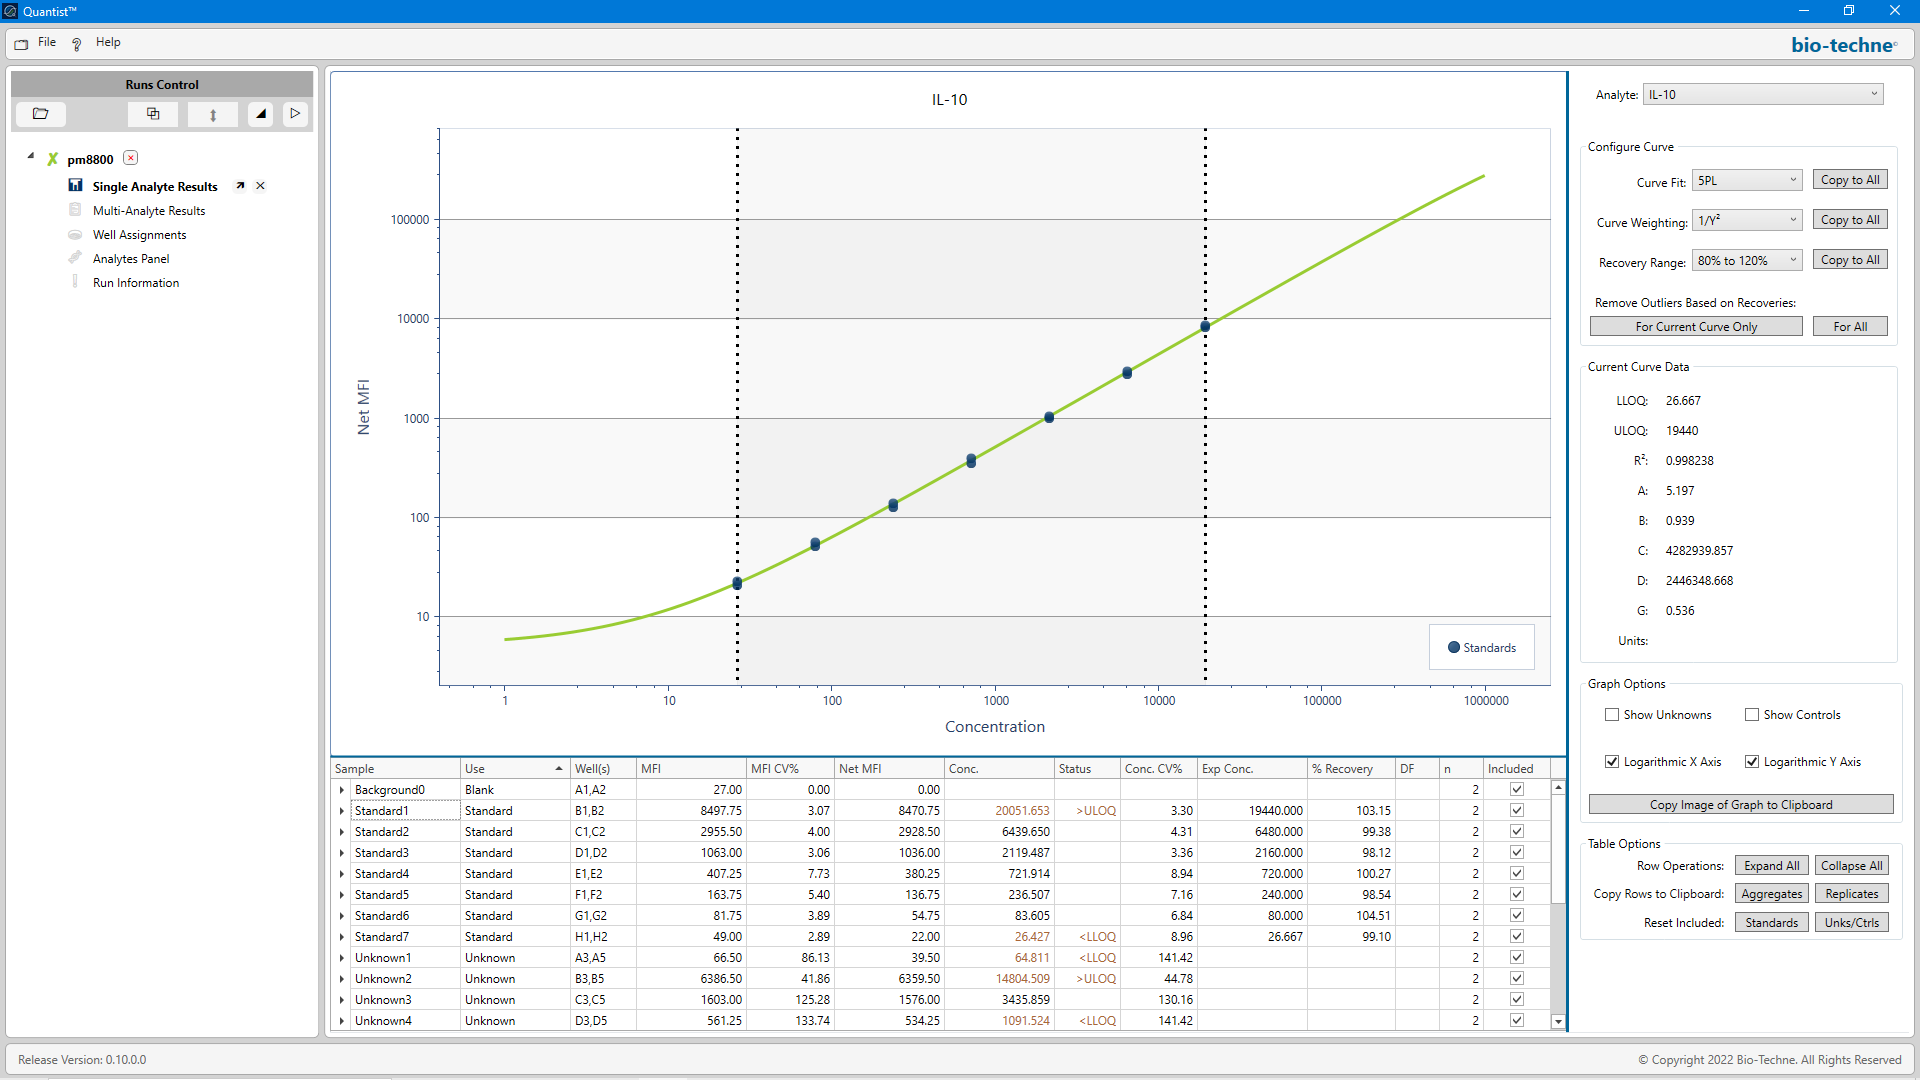 Quantist™
File Help
bio-techne
Runs Control
pm8800
Single Analyte Results
Multi-Analyte Results
Well Assignments
Analytes Panel
Run Information
IL-10
Net MFI
100000
10000
1000
100
10
1 10 100 1000 10000 100000 1000000
Concentration
Standards
Sample Use Well(s) MFI MFI CV% Net MFI Conc. Status Conc. CV% Exp Conc. % Recovery DF n Included
Background0 Blank A1,A2 27.00 0.00 0.00 2
Standard1 Standard B1,B2 8497.75 3.07 8470.75 20051.653 >ULOQ 3.30 19440.000 103.15 2
Standard2 Standard C1,C2 2955.50 4.00 2928.50 6439.650 4.31 6480.000 99.38 2
Standard3 Standard D1,D2 1063.00 3.06 1036.00 2119.487 3.36 2160.000 98.12 2
Standard4 Standard E1,E2 407.25 7.73 380.25 721.914 8.94 720.000 100.27 2
Standard5 Standard F1,F2 163.75 5.40 136.75 236.507 7.16 240.000 98.54 2
Standard6 Standard G1,G2 81.75 3.89 54.75 83.605 6.84 80.000 104.51 2
Standard7 Standard H1,H2 49.00 2.89 22.00 26.427 <LLOQ 8.96 26.667 99.10 2
Unknown1 Unknown A3,A5 66.50 86.13 39.50 64.811 <LLOQ 141.42 2
Unknown2 Unknown B3,B5 6386.50 41.86 6359.50 14804.509 >ULOQ 44.78 2
Unknown3 Unknown C3,C5 1603.00 125.28 1576.00 3435.859 130.16 2
Unknown4 Unknown D3,D5 561.25 133.74 534.25 1091.524 <LLOQ 141.42 2
Analyte: IL-10
Configure Curve
Curve Fit: 5PL Copy to All
Curve Weighting: 1/Y² Copy to All
Recovery Range: 80% to 120% Copy to All
Remove Outliers Based on Recoveries:
For Current Curve Only For All
Current Curve Data
LLOQ: 26.667
ULOQ: 19440
R²: 0.998238
A: 5.197
B: 0.939
C: 4282939.857
D: 2446348.668
G: 0.536
Units:
Graph Options
Show Unknowns Show Controls
Logarithmic X Axis Logarithmic Y Axis
Copy Image of Graph to Clipboard
Table Options
Row Operations: Expand All Collapse All
Copy Rows to Clipboard: Aggregates Replicates
Reset Included: Standards Unks/Ctrls
Release Version: 0.10.0.0
© Copyright 2022 Bio-Techne. All Rights Reserved